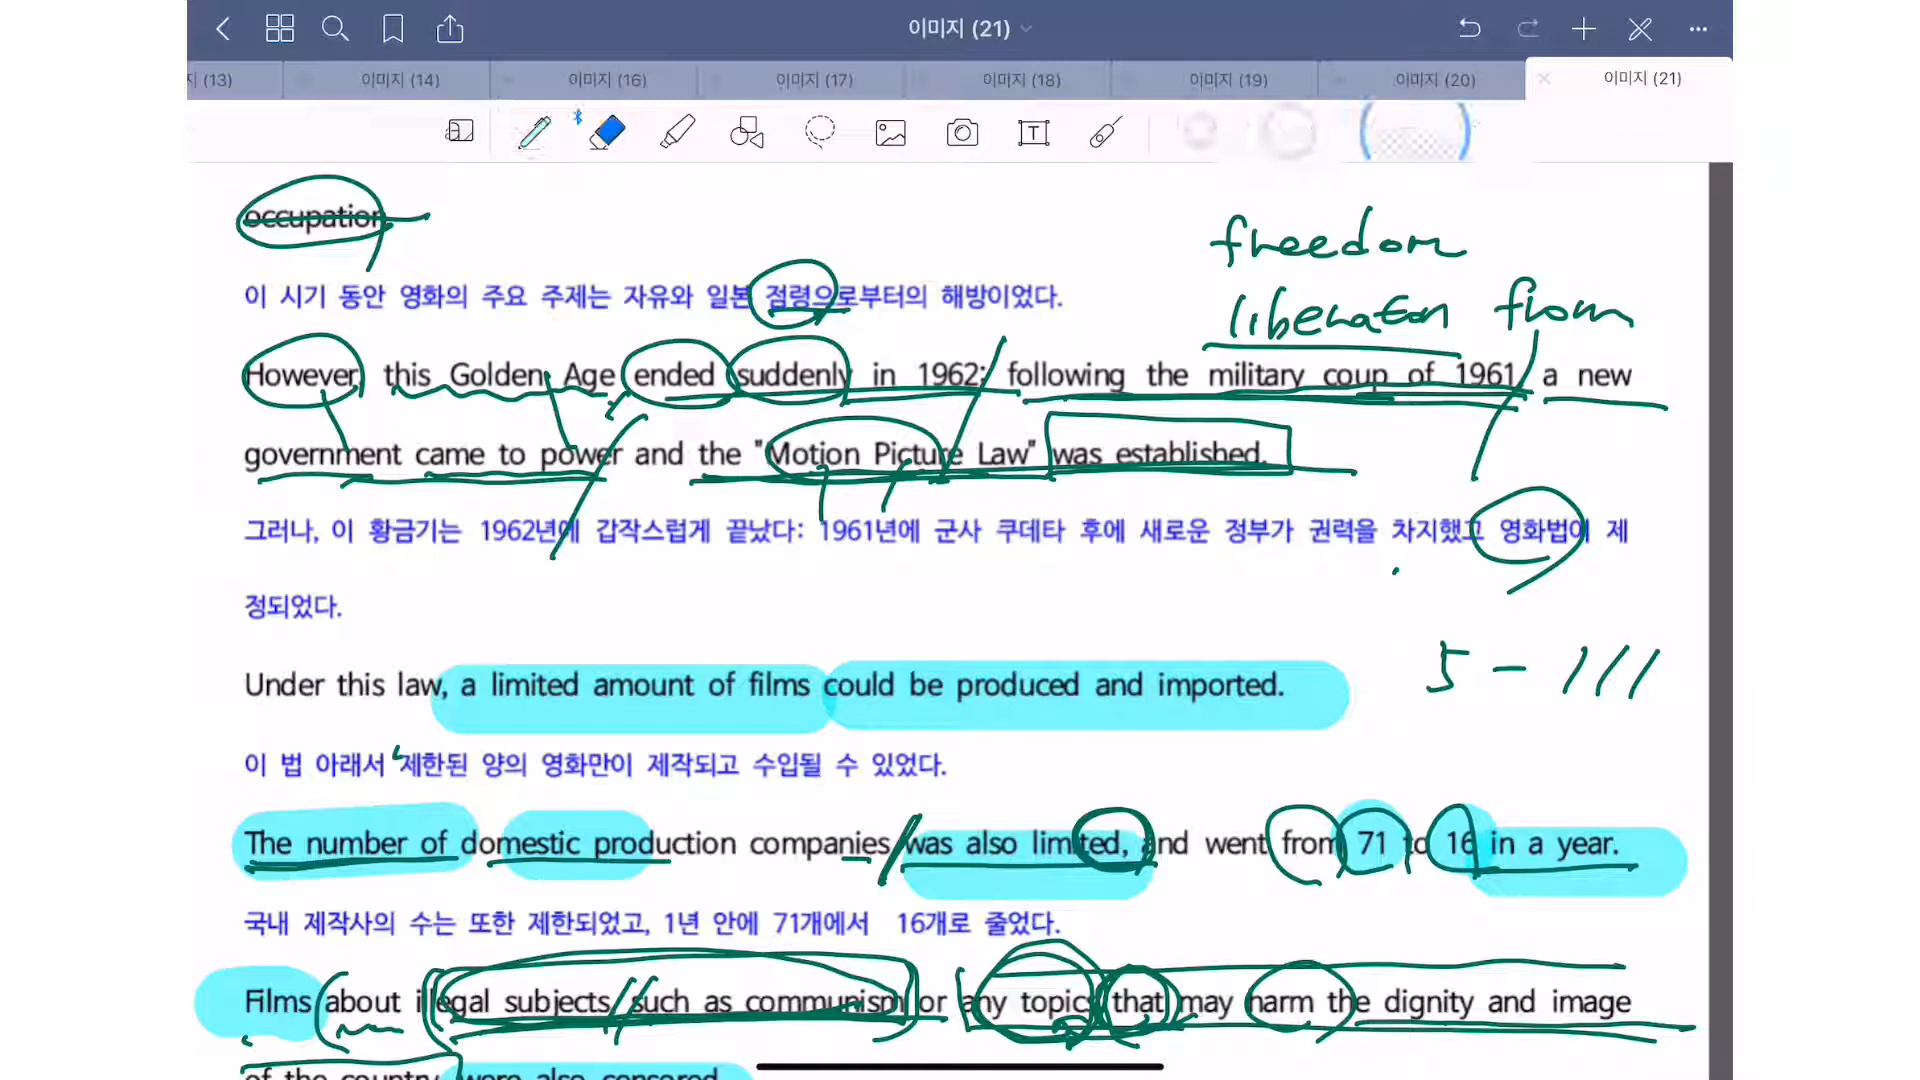 이미지 (21)
(13)
이미지 (14)
이미지 (16)
이미지 (17)
이미지 (18)
이미지 (19)
이미지 (20)
이미지 (21)
occupation
freedom
이 시기 동안 영화의 주요 주제는 자유와 일본 점령으로부터의 해방이었다.
liberation from
However, this Golden Age ended suddenly in 1962; following the military coup of 1961, a new
government came to power and the "Motion Picture Law" was established.
그러나, 이 황금기는 1962년에 갑작스럽게 끝났다: 1961년에 군사 쿠데타 후에 새로운 정부가 권력을 차지했고 영화법이 제
정되었다.
5 - 111
Under this law, a limited amount of films could be produced and imported.
이 법 아래서 제한된 양의 영화만이 제작되고 수입될 수 있었다.
The number of domestic production companies was also limited, and went from 71 to 16 in a year.
국내 제작사의 수는 또한 제한되었고, 1년 안에 71개에서 16개로 줄었다.
Films about illegal subjects such as communism or any topics that may harm the dignity and image
of the country were also censored.